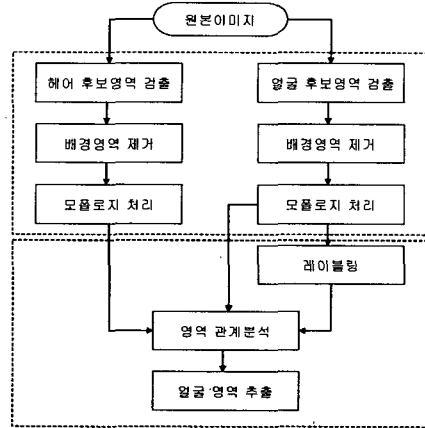 원본이미지
헤어 후보영역 검출
얼굴 후보영역 검출
배경영역 제거
배경영역 제거
모폴로지 처리
모폴로지 처리
레이블링
영역 관계분석
얼굴 영역 추출